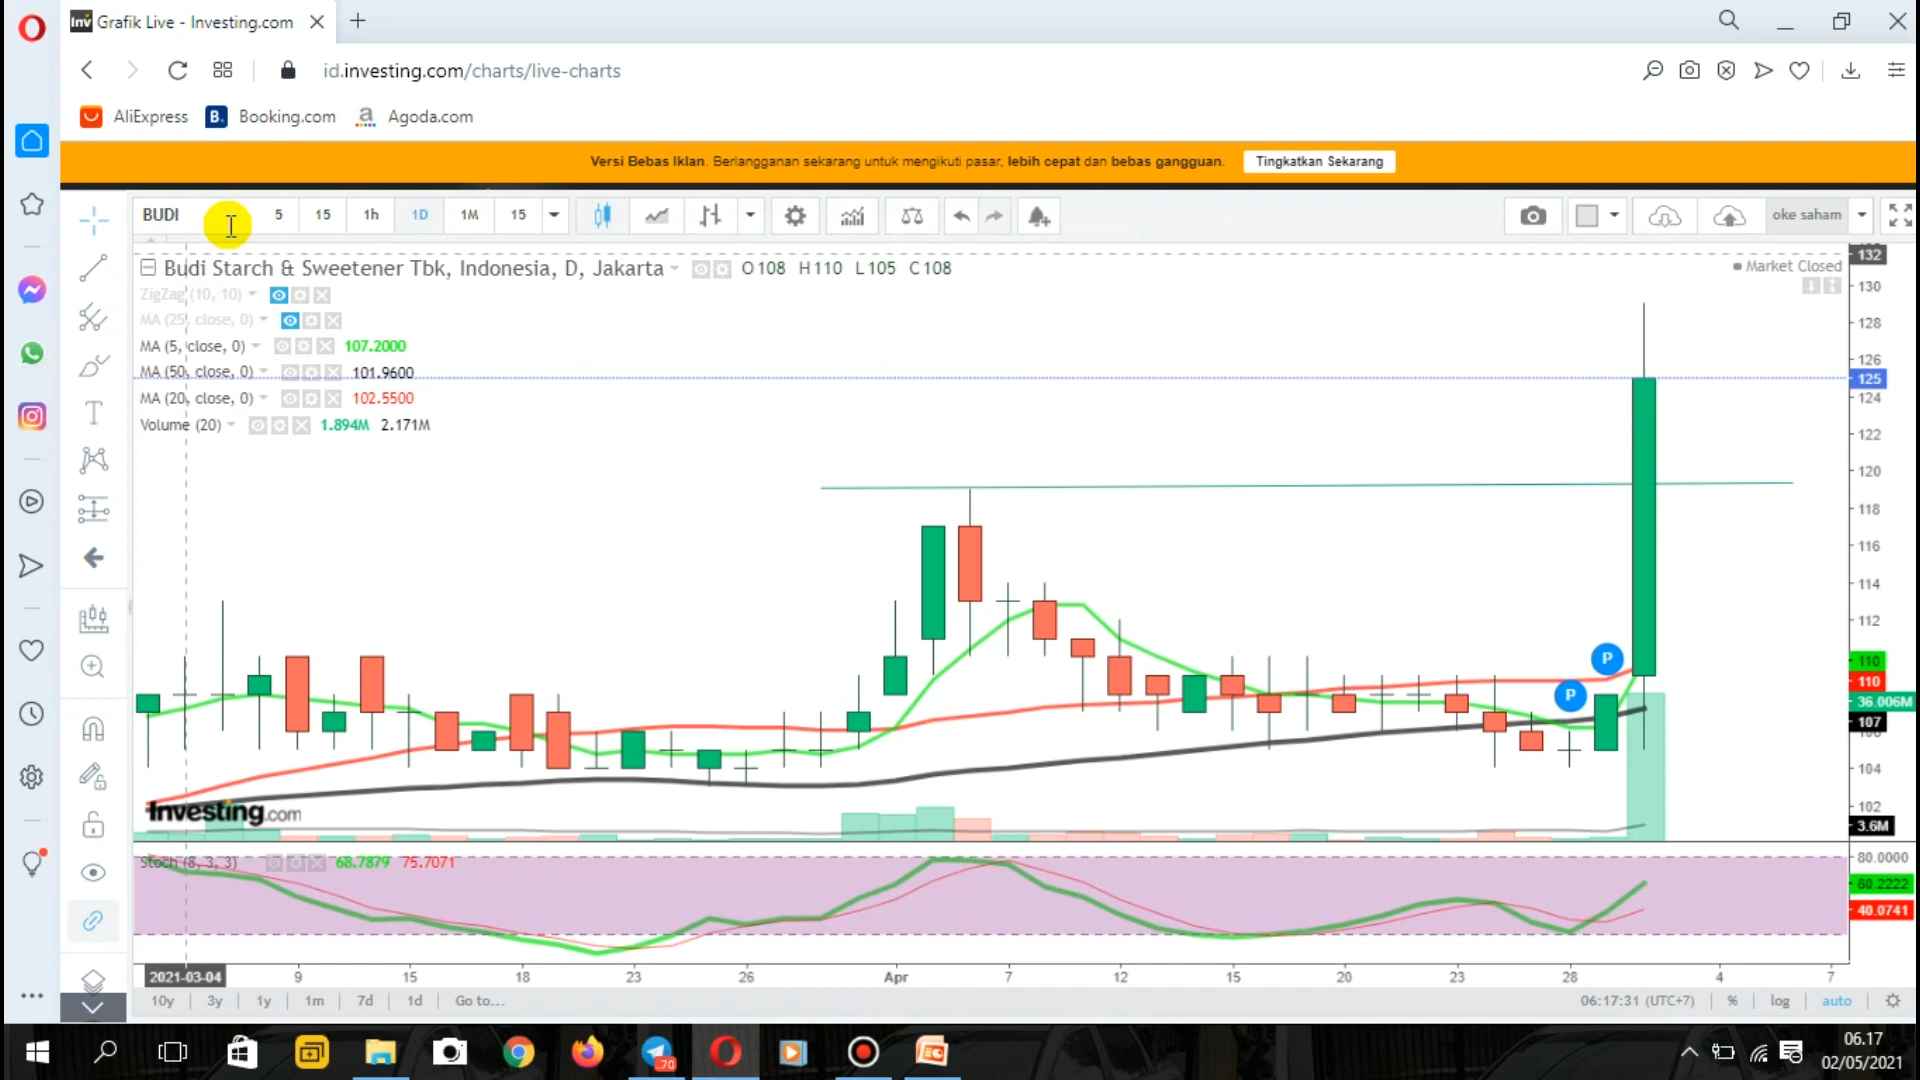 Grafik Live - Investing.com
id.investing.com/charts/live-charts
AliExpress
Booking.com
Agoda.com
Versi Bebas Iklan. Berlangganan sekarang untuk mengikuti pasar, lebih cepat dan bebas gangguan.
Tingkatkan Sekarang
BUDI
5
15
1h
1D
1M
15
oke saham
Budi Starch & Sweetener Tbk, Indonesia, D, Jakarta
O108 H110 L105 C108
Market Closed
ZigZag (10, 10)
MA (25, close, 0)
MA (5, close, 0) 107.2000
MA (50, close, 0) 101.9600
MA (20, close, 0) 102.5500
Volume (20) 1.894M 2.171M
132
130
128
126
125
124
122
120
118
116
114
112
110
110
36.006M
107
104
102
3.6M
P
P
Investing.com
Stoch (8, 3, 3) 68.7879 75.7071
80.0000
60.2222
40.0741
2021-03-04
9
15
18
23
26
Apr
7
12
15
20
23
28
4
7
10y
3y
1y
1m
7d
1d
Go to...
06:17:31 (UTC+7)
%
log
auto
70
06.17
02/05/2021